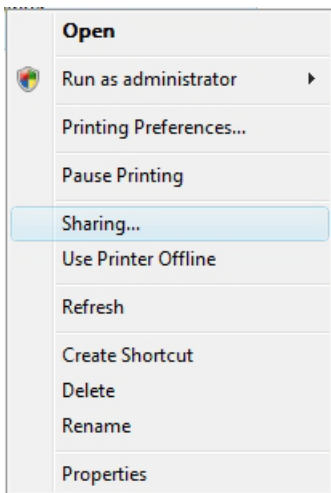 Open
Run as administrator
Printing Preferences...
Pause Printing
Sharing...
Use Printer Offline
Refresh
Create Shortcut
Delete
Rename
Properties